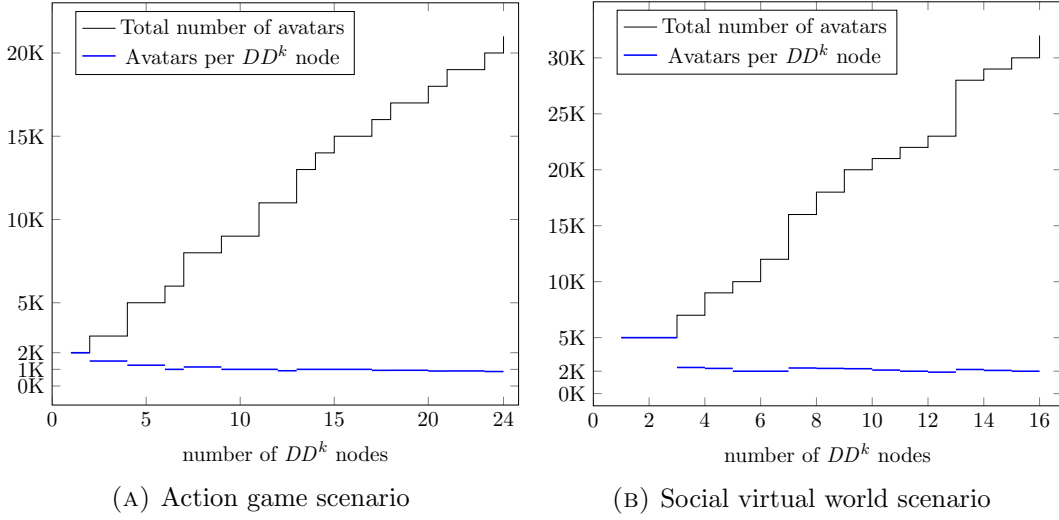 Total number of avatars
Avatars per DD^k node
20K
15K
10K
5K
2K
1K
0K
0 5 10 15 20 24
number of DD^k nodes
(A) Action game scenario
Total number of avatars
Avatars per DD^k node
30K
25K
20K
15K
10K
5K
2K
0K
0 2 4 6 8 10 12 14 16
number of DD^k nodes
(B) Social virtual world scenario